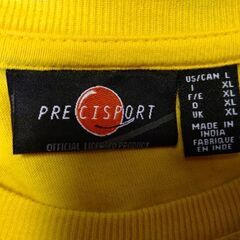 PRECISPORT
OFFICIAL LICENSED PRODUCT
US/CAN L
I XL
F/E XL
D XL
UK XL
MADE IN
INDIA
FABRIQUE
EN INDE